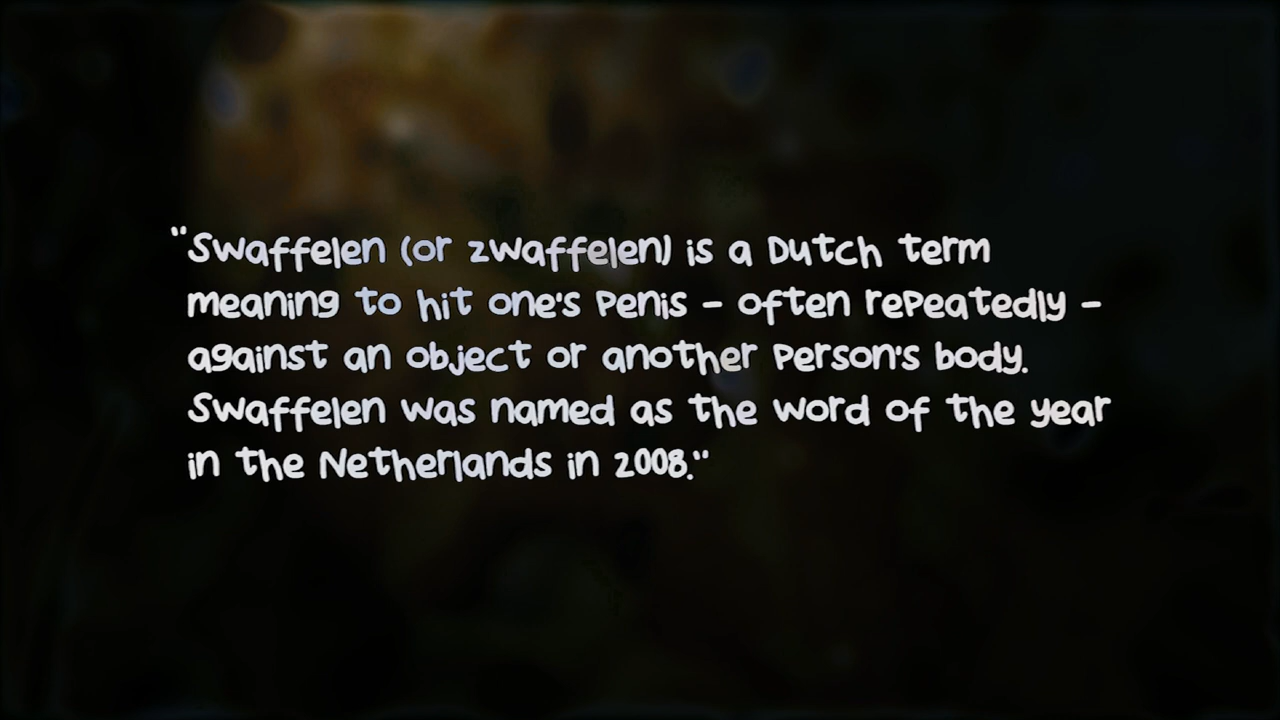 "Swaffelen (or zwaffelen) is a Dutch term
meaning to hit one's penis - often repeatedly -
against an object or another person's body.
Swaffelen was named as the word of the year
in the Netherlands in 2008."